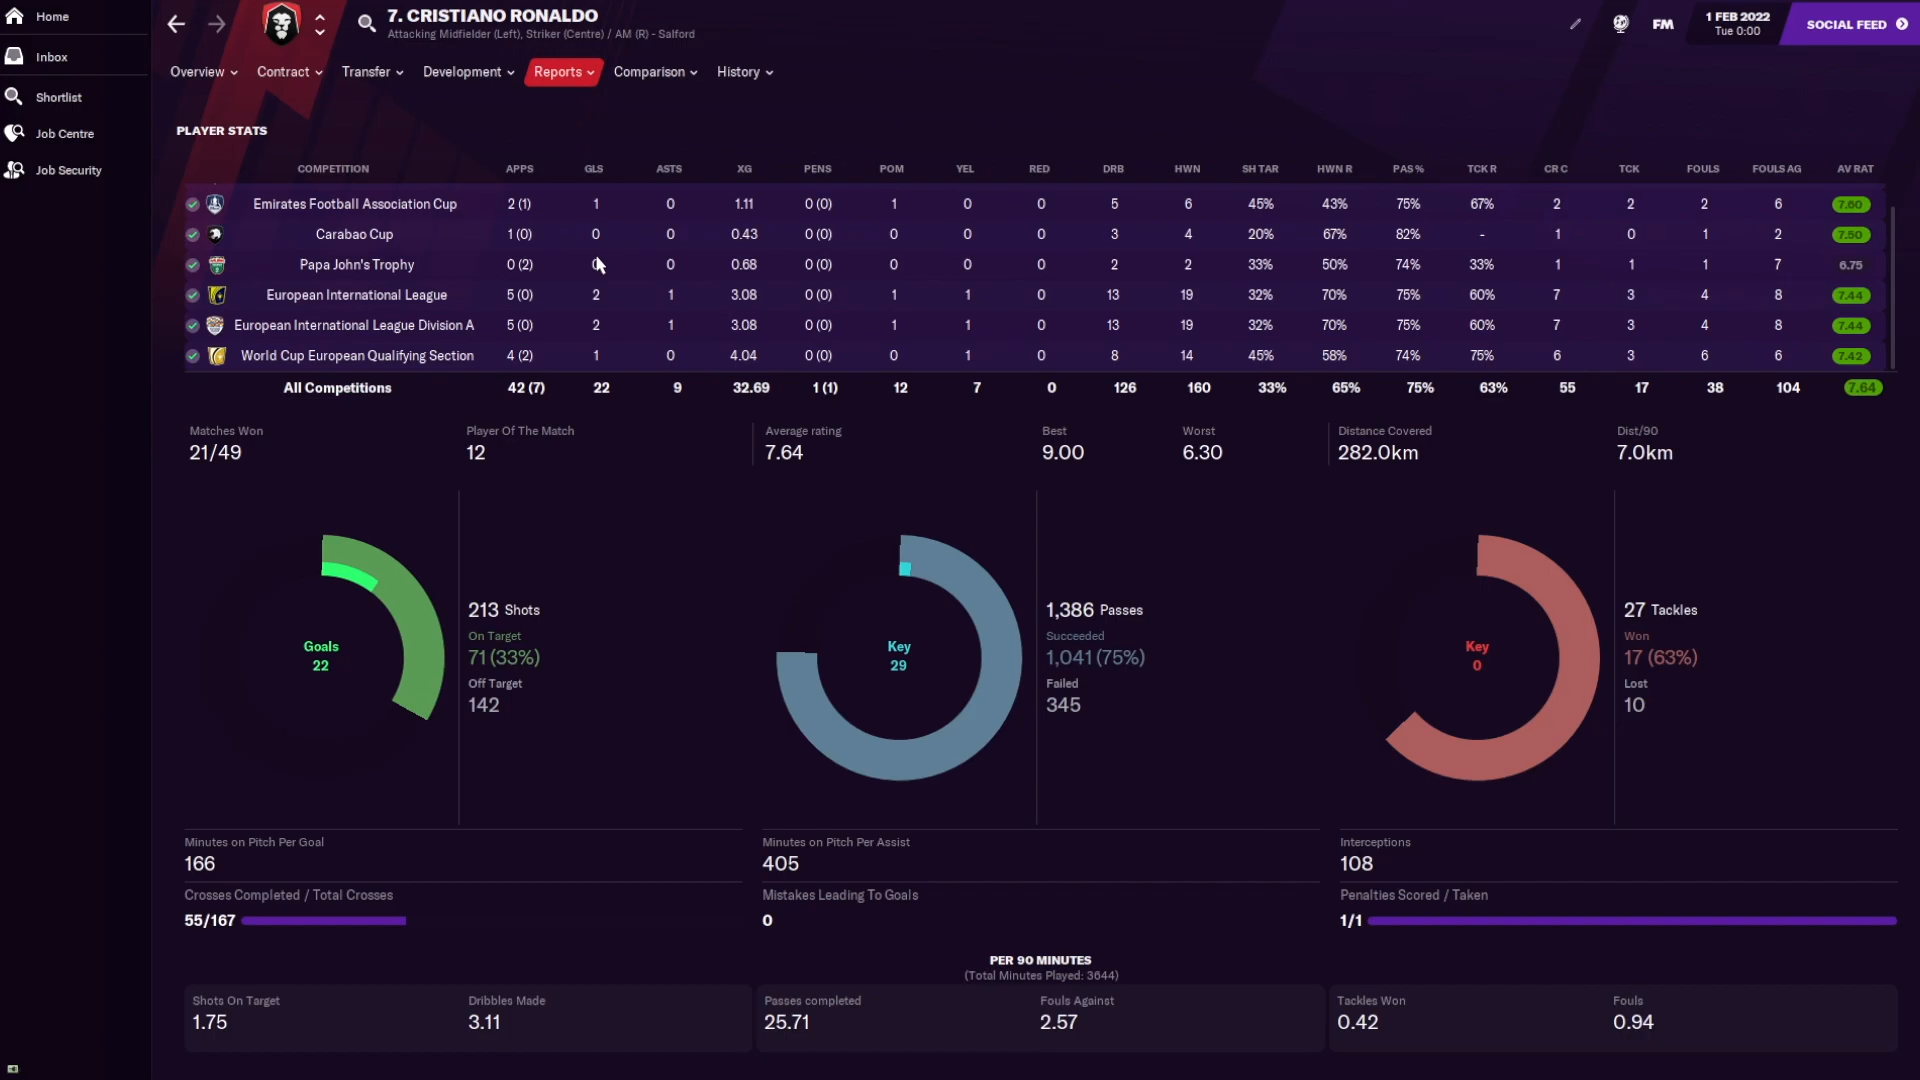 Home
Inbox
Shortlist
Job Centre
Job Security
7. CRISTIANO RONALDO
Attacking Midfielder (Left), Striker (Centre) / AM (R) - Salford
FM
1 FEB 2022
Tue 0:00
SOCIAL FEED
Overview Contract Transfer Development Reports Comparison History
PLAYER STATS
COMPETITION APPS GLS ASTS XG PENS POM YEL RED DRB HWN SH TAR HWN R PAS % TCK R CR C TCK FOULS FOULS AG AV RAT
Emirates Football Association Cup 2 (1) 1 0 1.11 0 (0) 1 0 0 5 6 45% 43% 75% 67% 2 2 2 6 7.60
Carabao Cup 1 (0) 0 0 0.43 0 (0) 0 0 0 3 4 20% 67% 82% - 1 0 1 2 7.50
Papa John's Trophy 0 (2) 0 0.68 0 (0) 0 0 0 2 2 33% 50% 74% 33% 1 1 1 7 6.75
European International League 5 (0) 2 1 3.08 0 (0) 1 1 0 13 19 32% 70% 75% 60% 7 3 4 8 7.44
European International League Division A 5 (0) 2 1 3.08 0 (0) 1 1 0 13 19 32% 70% 75% 60% 7 3 4 8 7.44
World Cup European Qualifying Section 4 (2) 1 0 4.04 0 (0) 0 1 0 8 14 45% 58% 74% 75% 6 3 6 6 7.42
All Competitions 42 (7) 22 9 32.69 1 (1) 12 7 0 126 160 33% 65% 75% 63% 55 17 38 104 7.64
Matches Won Player Of The Match Average rating Best Worst Distance Covered Dist/90
21/49 12 7.64 9.00 6.30 282.0km 7.0km
Goals
22
213 Shots
On Target
71 (33%)
Off Target
142
Key
29
1,386 Passes
Succeeded
1,041 (75%)
Failed
345
Key
0
27 Tackles
Won
17 (63%)
Lost
10
Minutes on Pitch Per Goal
166
Minutes on Pitch Per Assist
405
Interceptions
108
Crosses Completed / Total Crosses
55/167
Mistakes Leading To Goals
0
Penalties Scored / Taken
1/1
PER 90 MINUTES
(Total Minutes Played: 3644)
Shots On Target Dribbles Made Passes completed Fouls Against Tackles Won Fouls
1.75 3.11 25.71 2.57 0.42 0.94